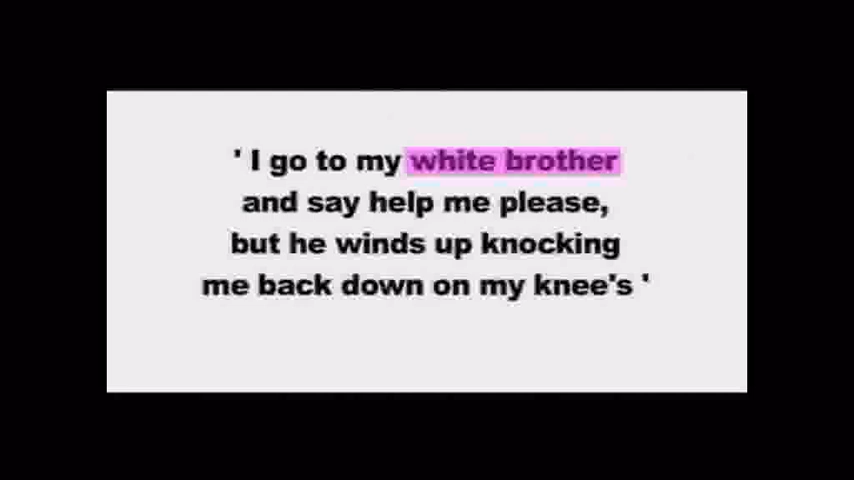 ' I go to my white brother
and say help me please,
but he winds up knocking
me back down on my knee's '